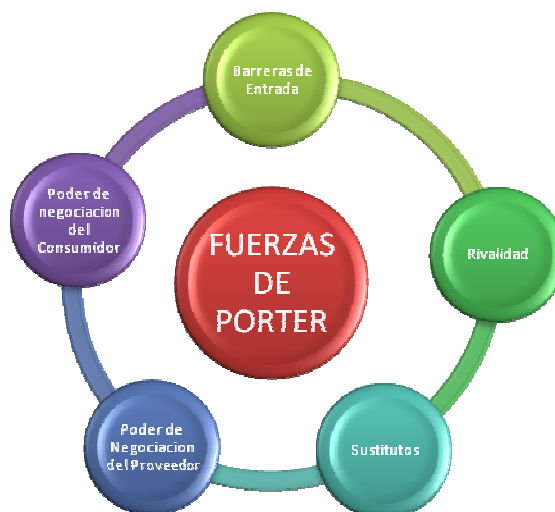 Barreras de
Entrada
Poder de
negociacion
del
Consumidor
FUERZAS
DE
PORTER
Rivalidad
Poder de
Negociacion
del Proveedor
Sustitutos